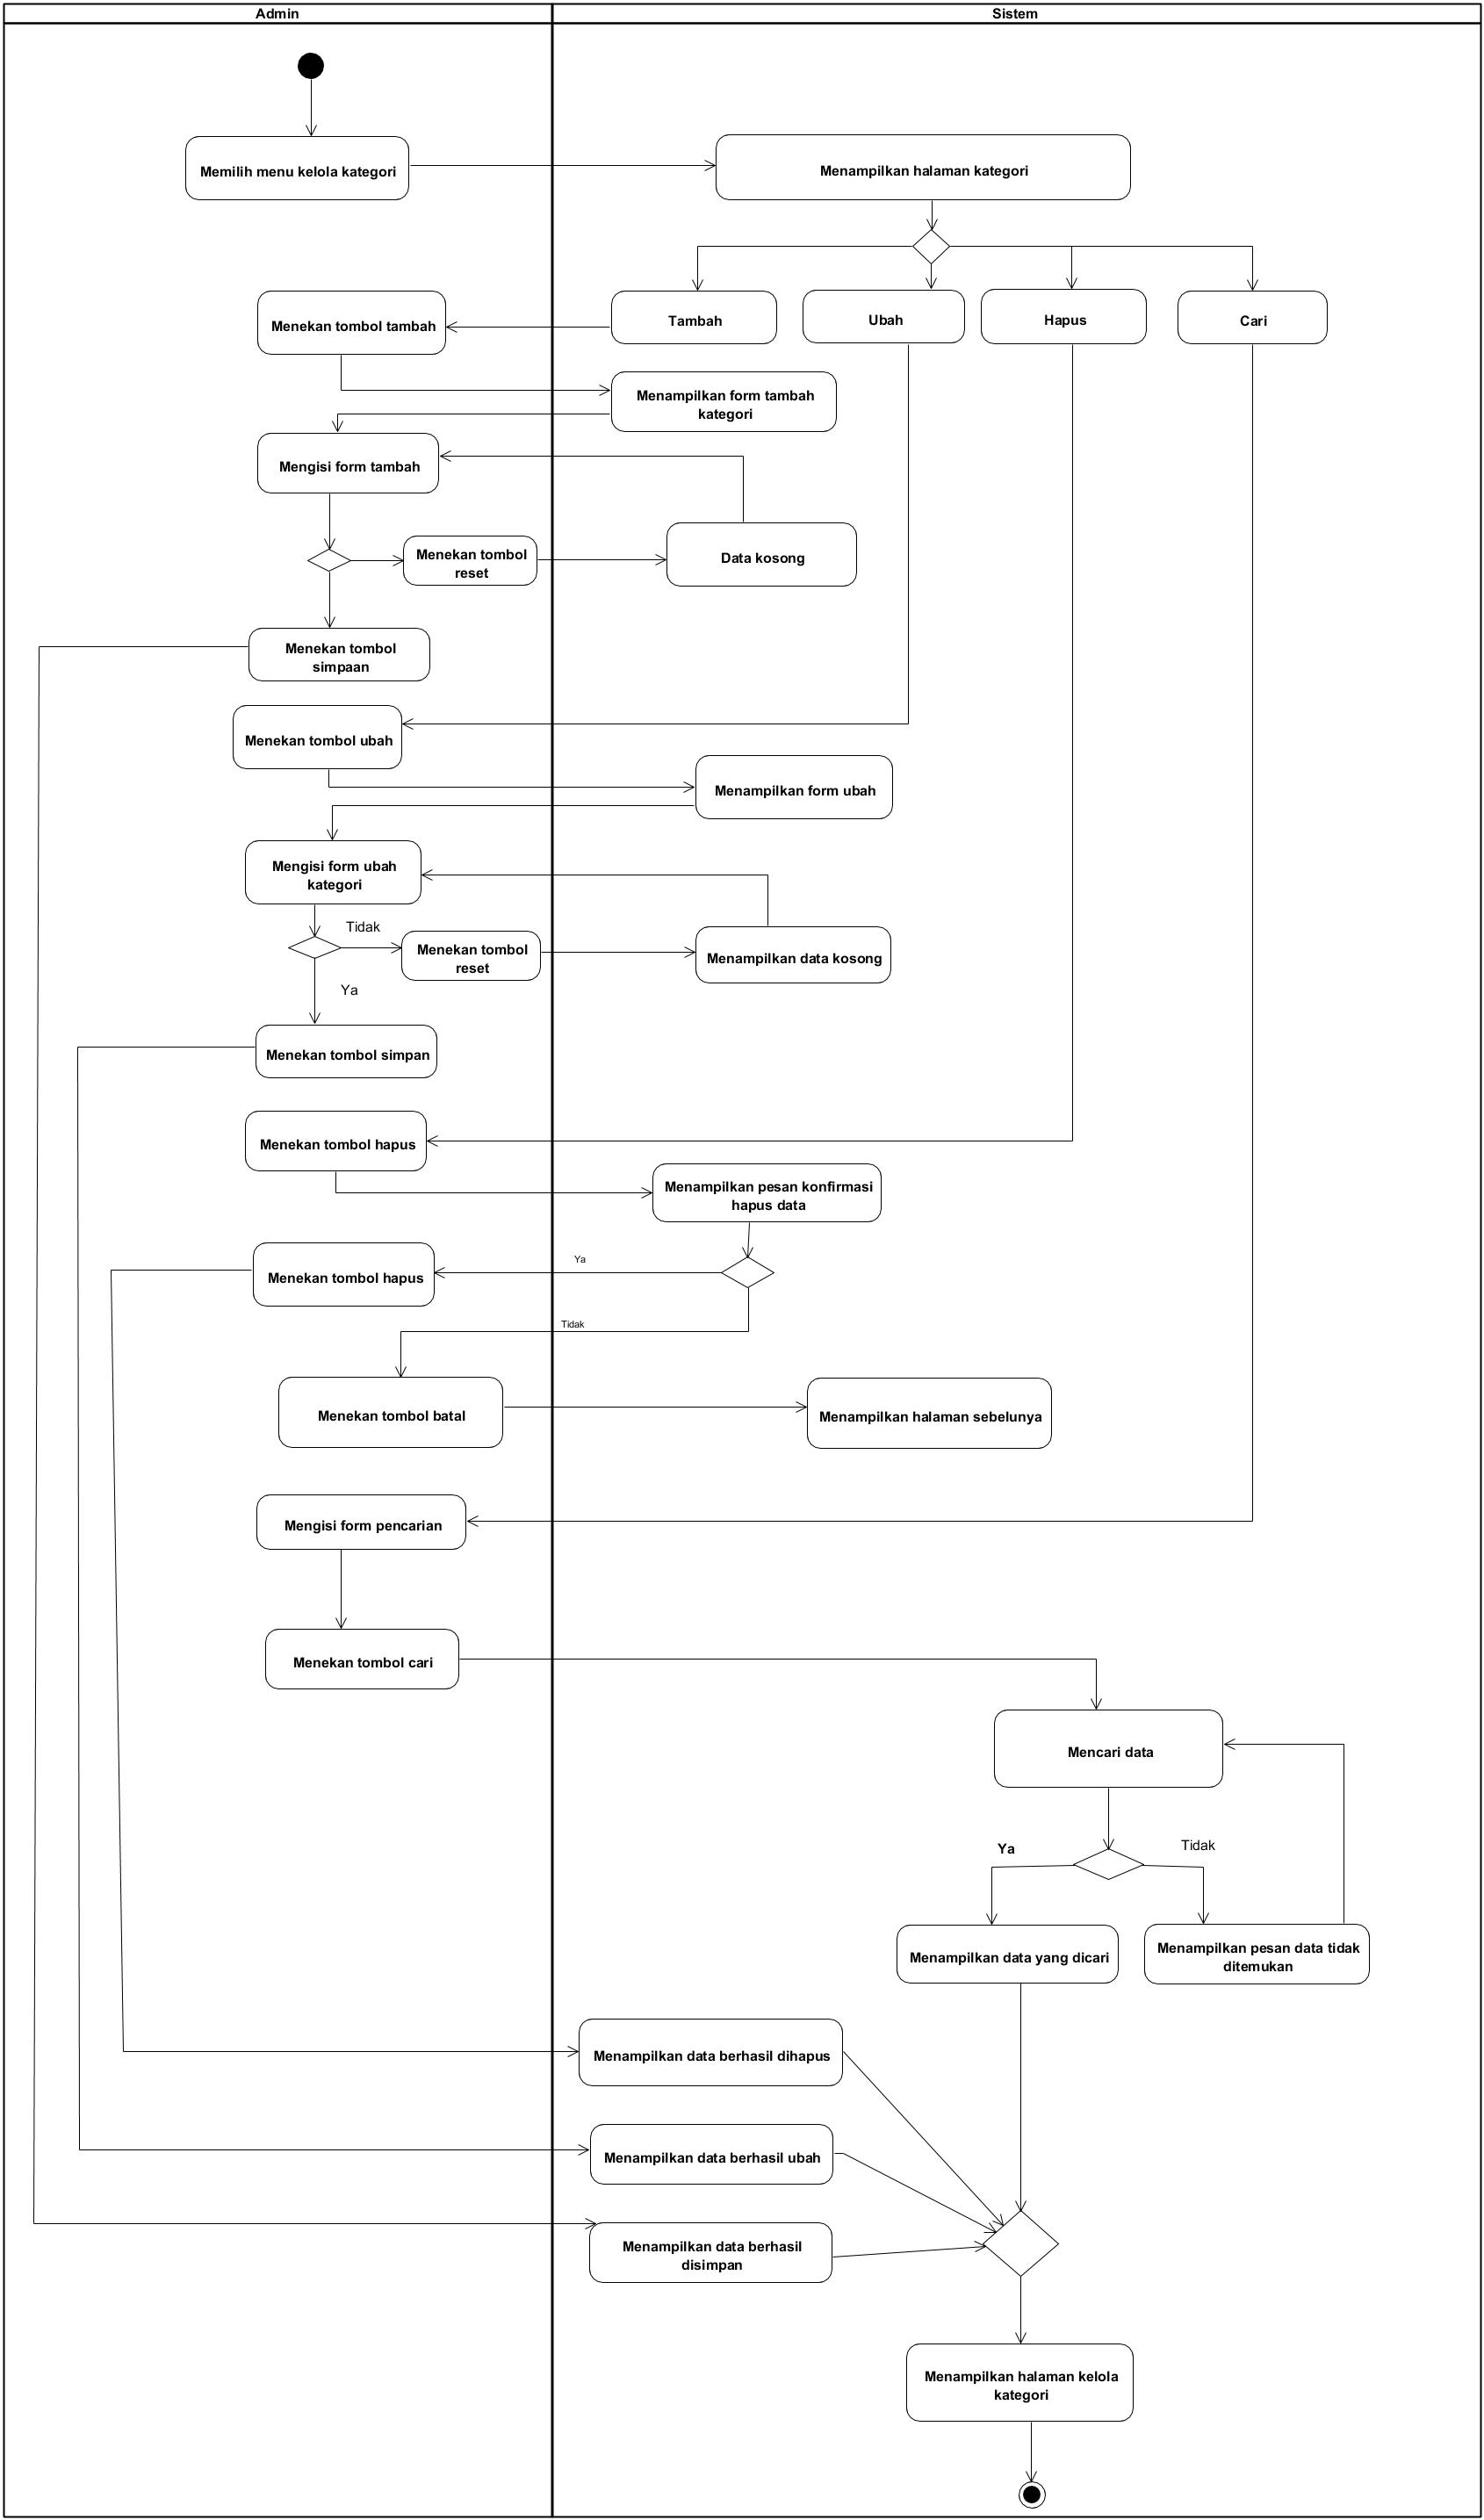 Admin
Sistem
Memilih menu kelola kategori
Menampilkan halaman kategori
Tambah
Ubah
Hapus
Cari
Menekan tombol tambah
Menampilkan form tambah
kategori
Mengisi form tambah
Menekan tombol
reset
Data kosong
Menekan tombol
simpaan
Menekan tombol ubah
Menampilkan form ubah
Mengisi form ubah
kategori
Tidak
Menekan tombol
reset
Menampilkan data kosong
Ya
Menekan tombol simpan
Menekan tombol hapus
Menampilkan pesan konfirmasi
hapus data
Ya
Menekan tombol hapus
Tidak
Menekan tombol batal
Menampilkan halaman sebelunya
Mengisi form pencarian
Menekan tombol cari
Mencari data
Ya
Tidak
Menampilkan data yang dicari
Menampilkan pesan data tidak
ditemukan
Menampilkan data berhasil dihapus
Menampilkan data berhasil ubah
Menampilkan data berhasil
disimpan
Menampilkan halaman kelola
kategori